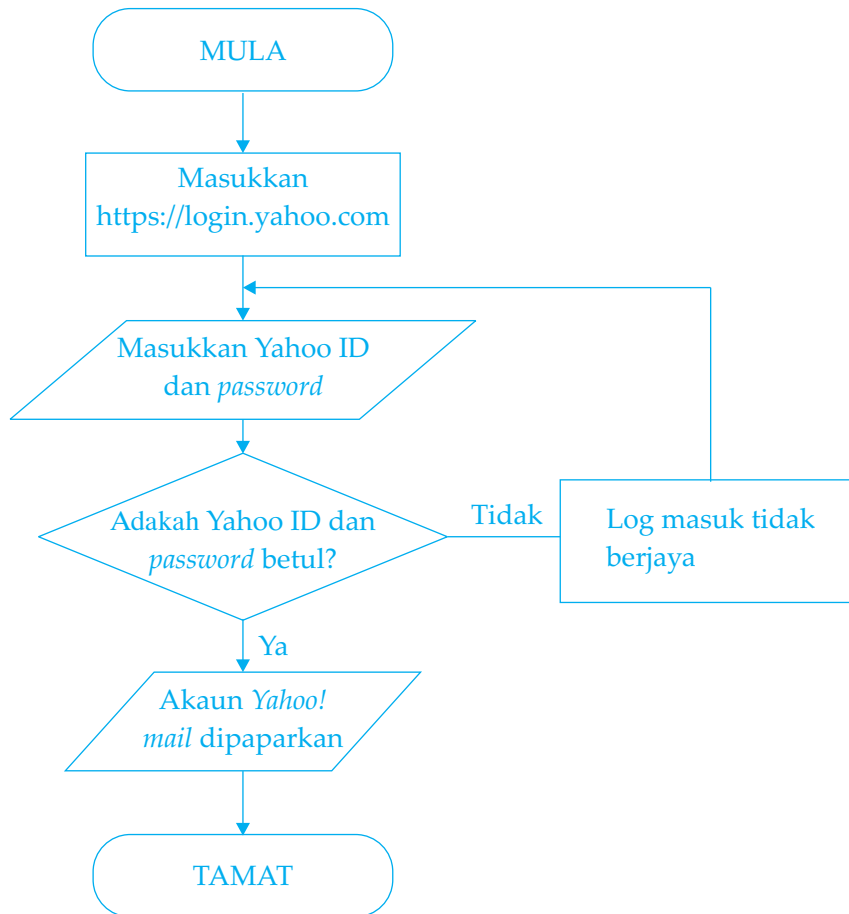 MULA
Masukkan
https://login.yahoo.com
Masukkan Yahoo ID
dan password
Adakah Yahoo ID dan
password betul?
Tidak
Log masuk tidak
berjaya
Ya
Akaun Yahoo!
mail dipaparkan
TAMAT